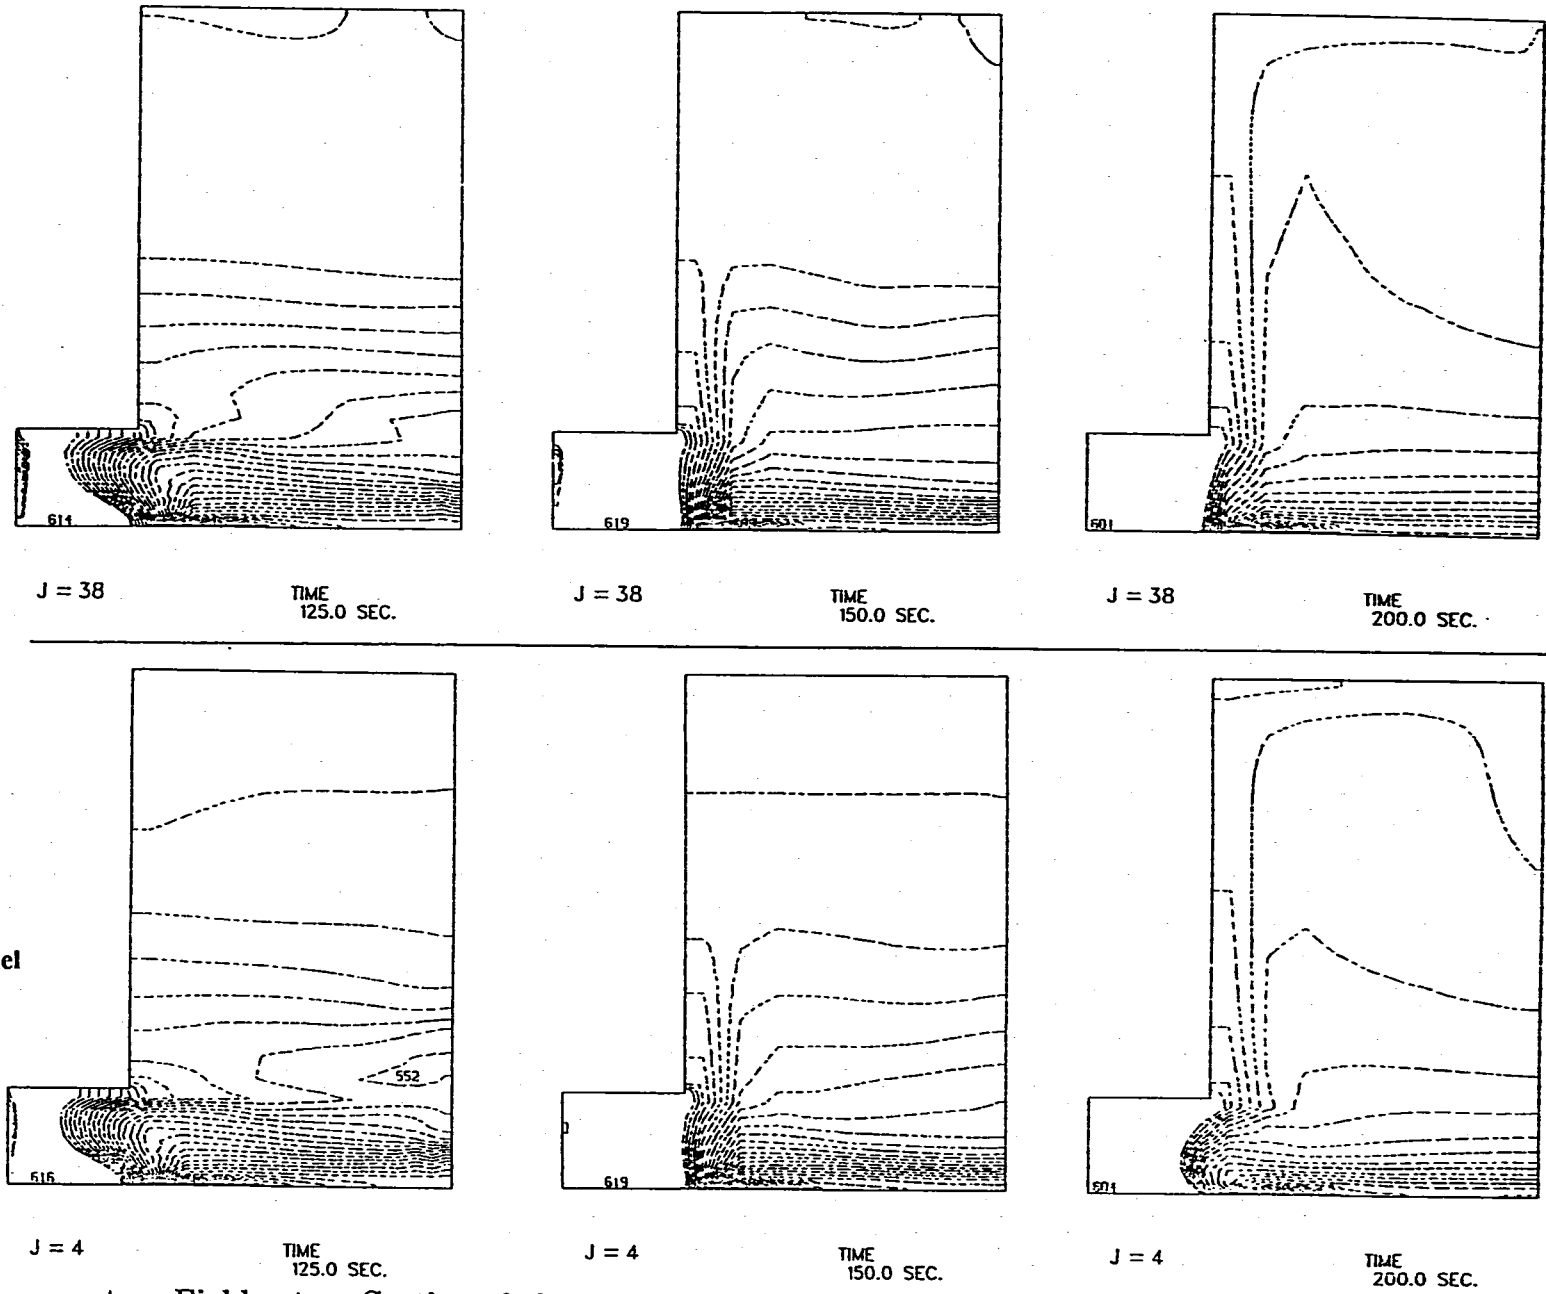 614
619
601
J = 38
TIME
125.0 SEC.
J = 38
TIME
150.0 SEC.
J = 38
TIME
200.0 SEC.
el
552
616
619
601
J = 4
TIME
125.0 SEC.
J = 4
TIME
150.0 SEC.
J = 4
TIME
200.0 SEC.